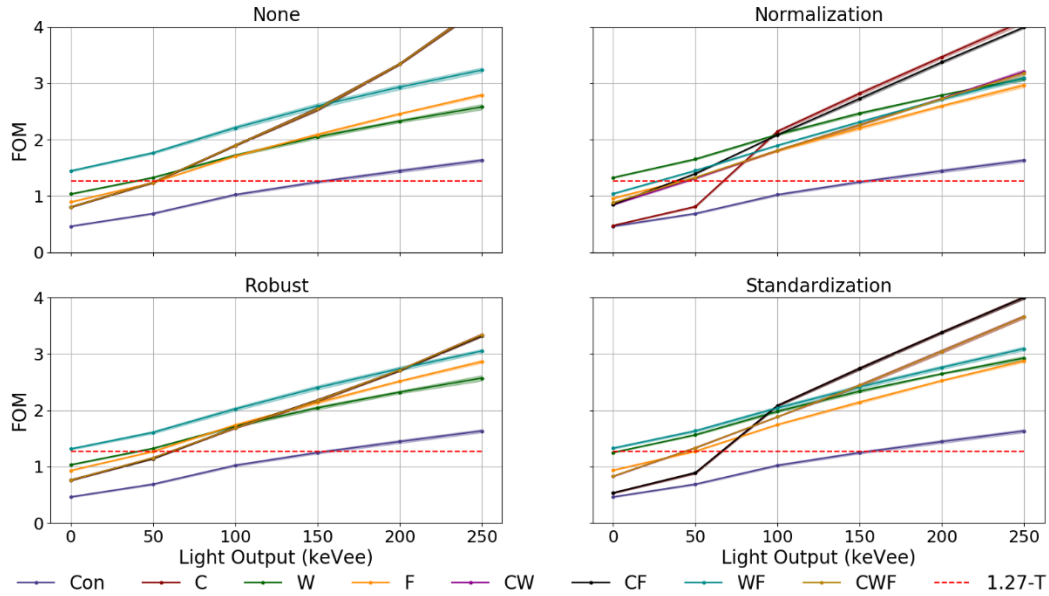 None
Normalization
4
3
2
1
0
FOM
Robust
Standardization
4
3
2
1
0
FOM
0 50 100 150 200 250
0 50 100 150 200 250
Light Output (keVee)
Light Output (keVee)
Con C W F CW CF WF CWF 1.27-T